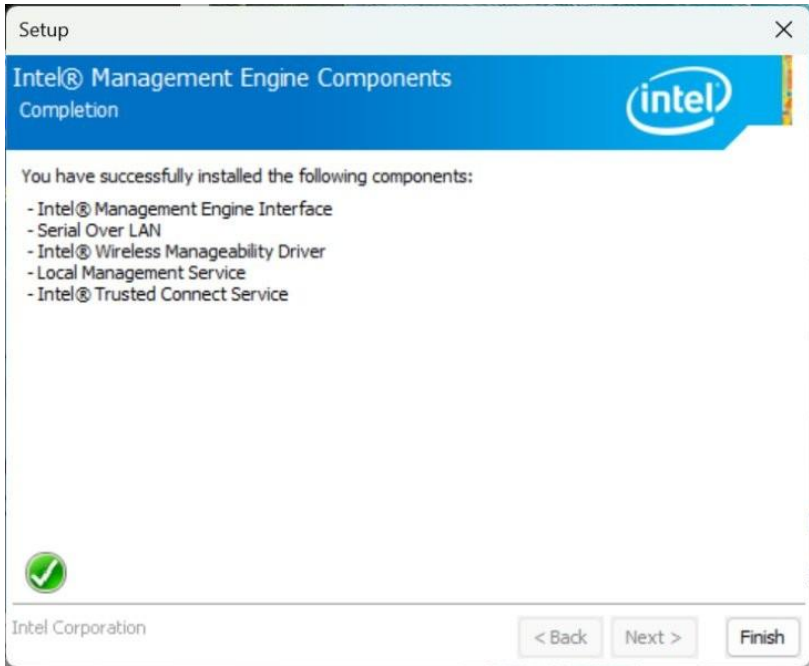 Setup
Intel® Management Engine Components
Completion
intel
You have successfully installed the following components:
- Intel® Management Engine Interface
- Serial Over LAN
- Intel® Wireless Manageability Driver
- Local Management Service
- Intel® Trusted Connect Service
Intel Corporation
< Back Next > Finish